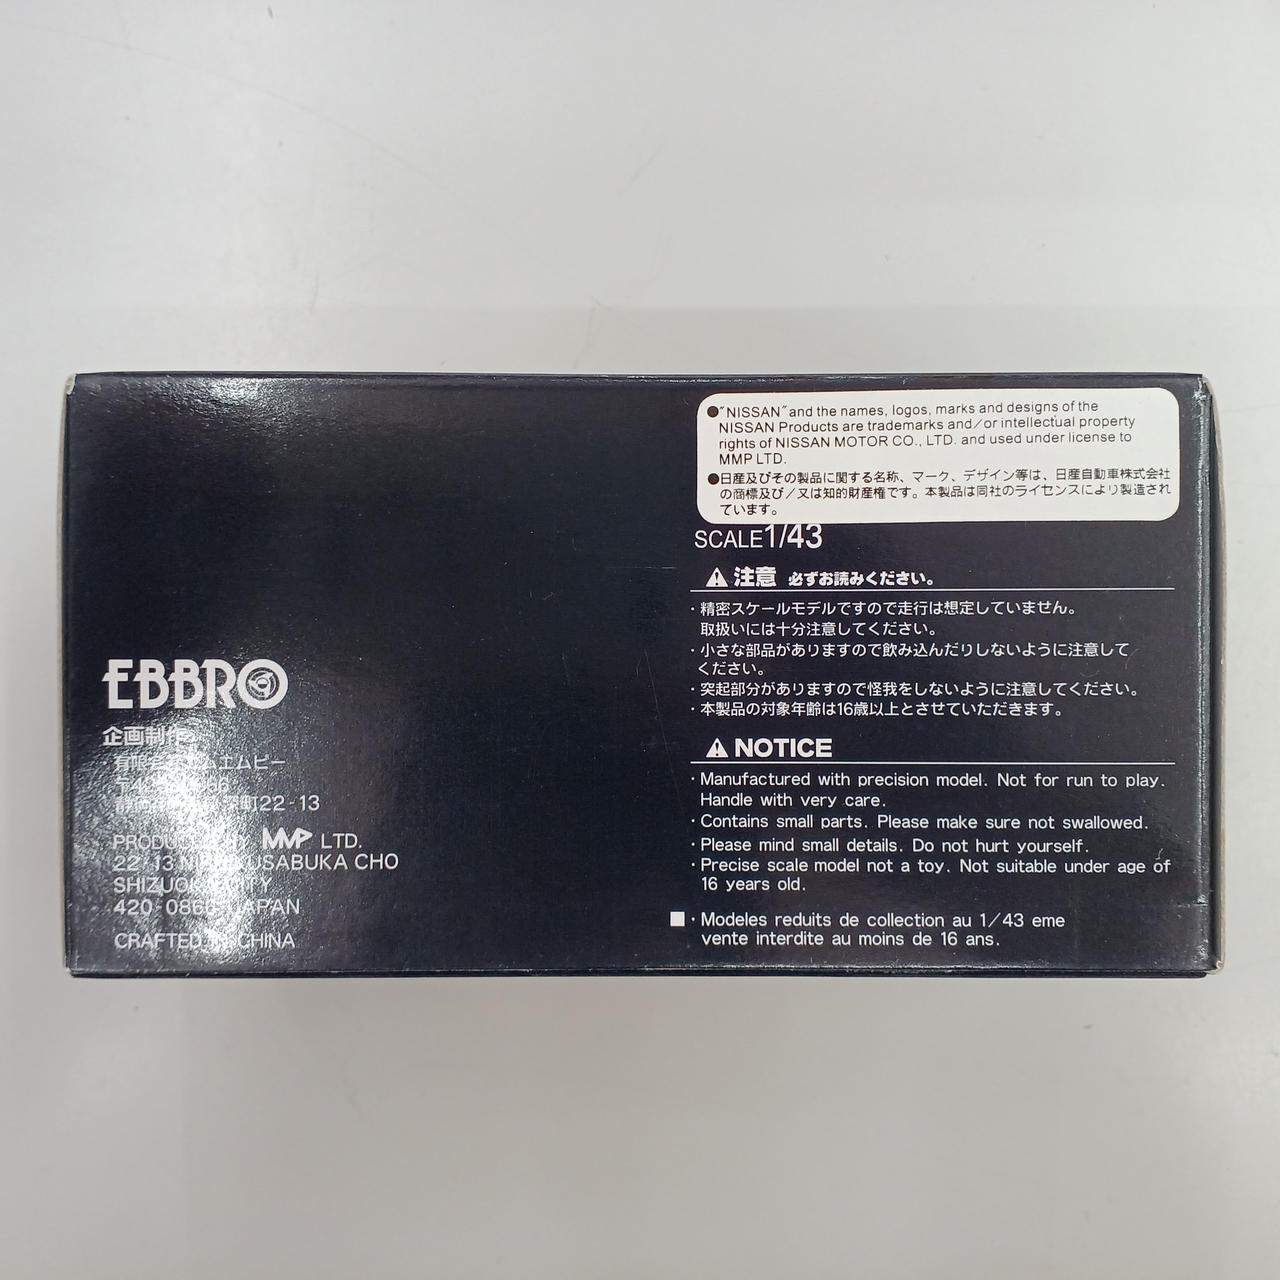 EBBRO
企画制作
エムピー
町22-13
MMP LTD.
CHO
SHIZUOKA CITY
JAPAN
CRAFTED CHINA
●"NISSAN"and the names, logos, marks and designs of the
NISSAN Products are trademarks and/or intellectual property
rights of NISSAN MOTOR CO., LTD. and used under license to
MMP LTD.
●日産及びその製品に関する名称、マーク、デザイン等は、日産自動車株式会社
の商標及び/又は知的財産権です。本製品は同社のライセンスにより製造され
ています。
SCALE1/43
⚠注意 必ずお読みください。
・精密スケールモデルですので走行は想定していません。
取扱いには十分注意してください。
・小さな部品がありますので飲み込んだりしないように注意して
ください。
・突起部分がありますので怪我をしないように注意してください。
・本製品の対象年齢は16歳以上とさせていただきます。
⚠NOTICE
・Manufactured with precision model. Not for run to play.
Handle with very care.
・Contains small parts. Please make sure not swallowed.
・Please mind small details. Do not hurt yourself.
・Precise scale model not a toy. Not suitable under age of
16 years old.
■・Modeles reduits de collection au 1/43 eme
vente interdite au moins de 16 ans.